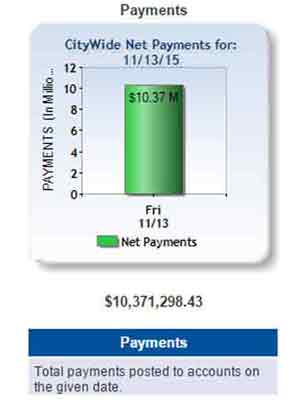 Payments
CityWide Net Payments for:
11/13/15
PAYMENTS (In Millio...
12
10
8
6
4
2
0
$10.37 M
Fri
11/13
Net Payments
$10,371,298.43
Payments
Total payments posted to accounts on
the given date.